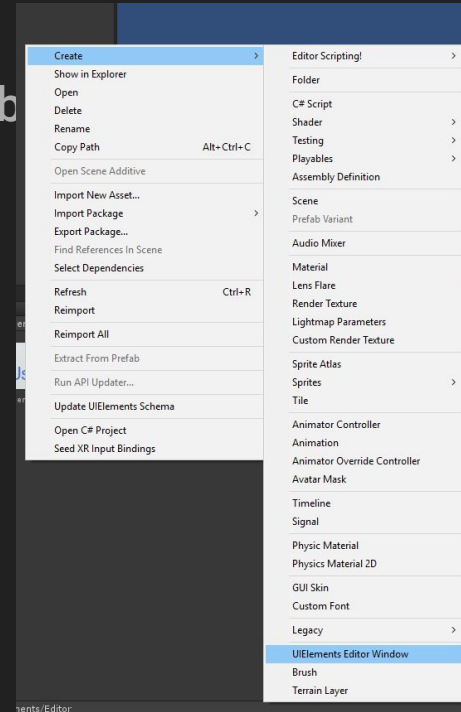 b
Create
Show in Explorer
Open
Delete
Rename
Copy Path Alt+Ctrl+C
Open Scene Additive
Import New Asset...
Import Package
Export Package...
Find References In Scene
Select Dependencies
Refresh Ctrl+R
Reimport
Reimport All
Extract From Prefab
Run API Updater...
Update UIElements Schema
Open C# Project
Seed XR Input Bindings
Editor Scripting!
Folder
C# Script
Shader
Testing
Playables
Assembly Definition
Scene
Prefab Variant
Audio Mixer
Material
Lens Flare
Render Texture
Lightmap Parameters
Custom Render Texture
Sprite Atlas
Sprites
Tile
Animator Controller
Animation
Animator Override Controller
Avatar Mask
Timeline
Signal
Physic Material
Physics Material 2D
GUI Skin
Custom Font
Legacy
UIElements Editor Window
Brush
Terrain Layer
ents/Editor